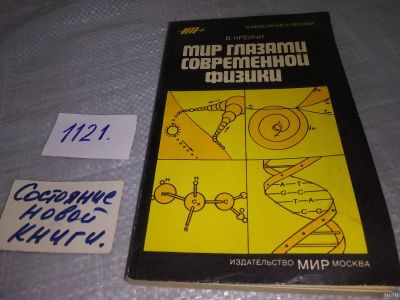 В МИРЕ НАУКИ И ТЕХНИКИ
В. КРЕЙЧИ
МИР ГЛАЗАМИ
СОВРЕМЕННОЙ
ФИЗИКИ
1121.
Состояние
новой
книги.
ИЗДАТЕЛЬСТВО МИР МОСКВА